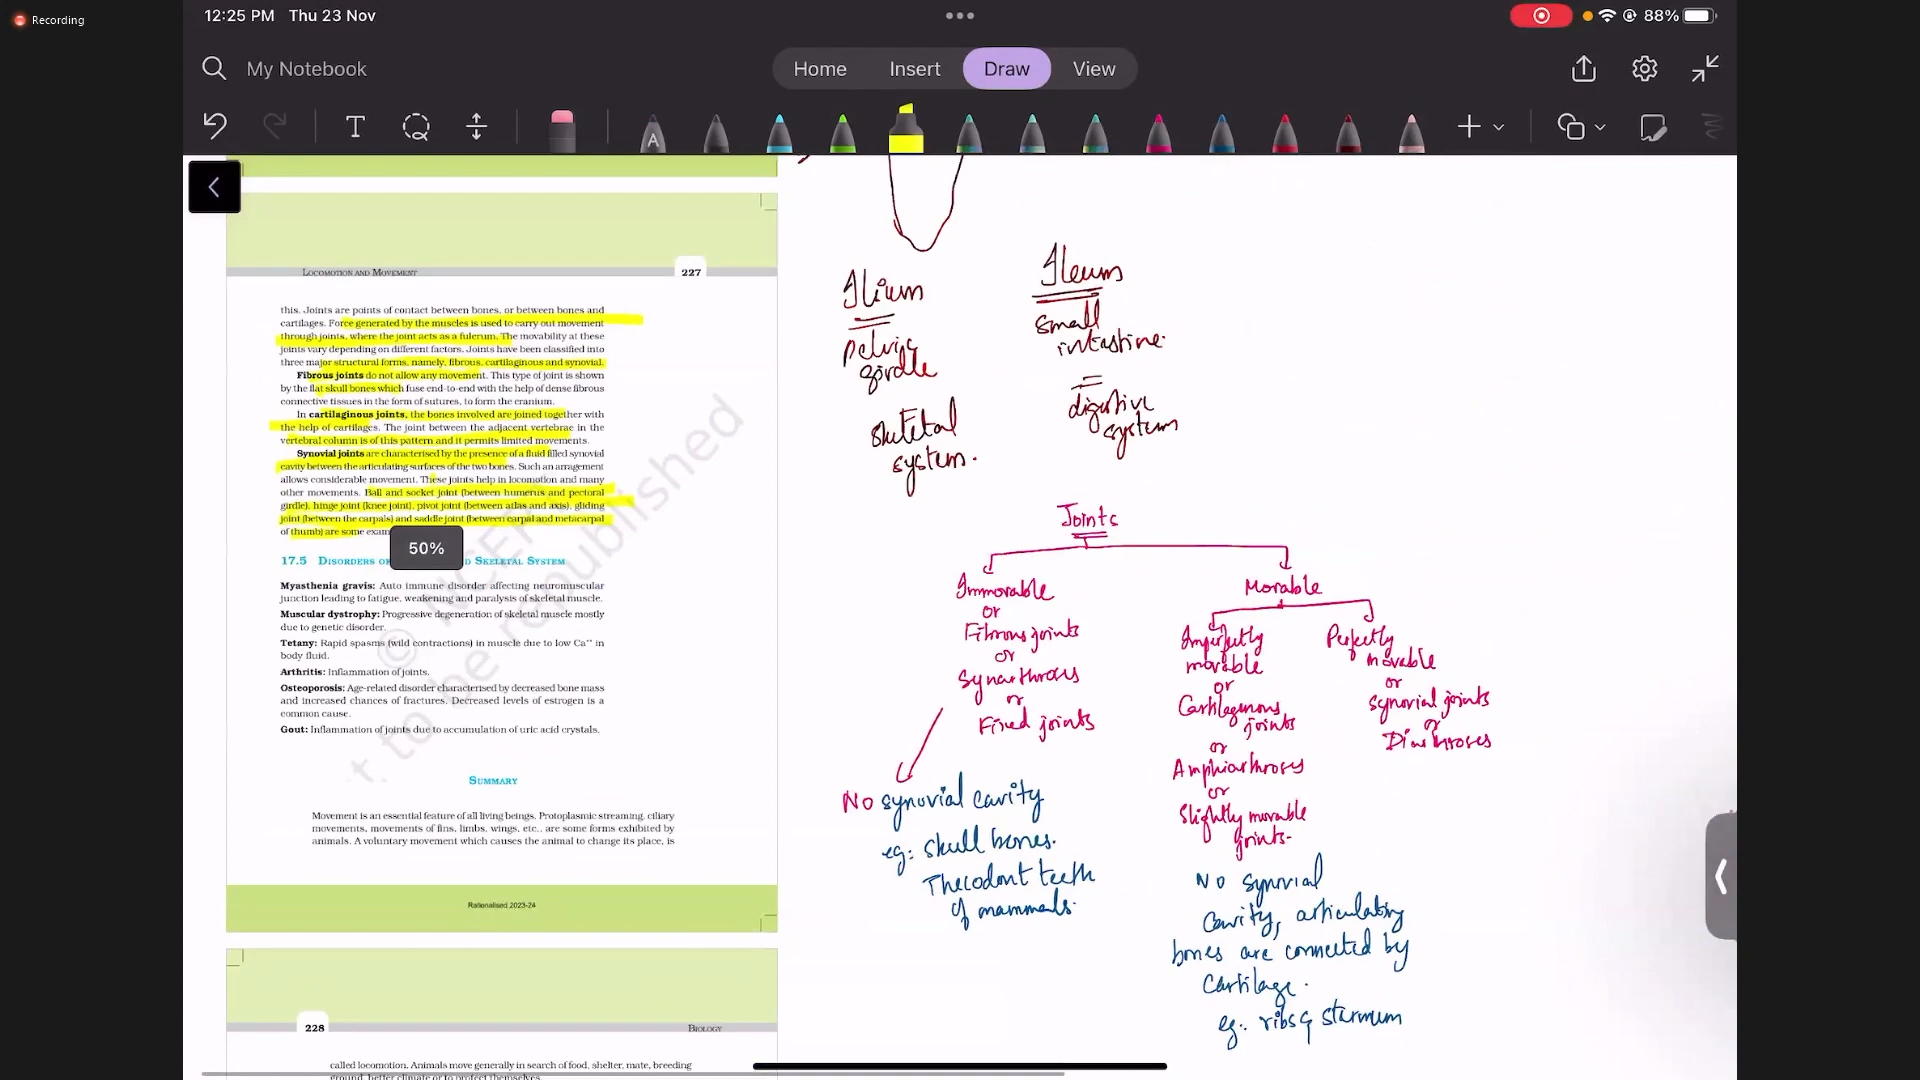 Recording
12:25 PM Thu 23 Nov
88%
My Notebook
Home Insert Draw View
T
A
LOCOMOTION AND MOVEMENT 227
this. Joints are points of contact between bones, or between bones and
cartilages. Force generated by the muscles is used to carry out movement
through joints, where the joint acts as a fulcrum. The movability at these
joints vary depending on different factors. Joints have been classified into
three major structural forms, namely, fibrous, cartilaginous and synovial.
Fibrous joints do not allow any movement. This type of joint is shown
by the flat skull bones which fuse end-to-end with the help of dense fibrous
connective tissues in the form of sutures, to form the cranium.
In cartilaginous joints, the bones involved are joined together with
the help of cartilages. The joint between the adjacent vertebrae in the
vertebral column is of this pattern and it permits limited movements.
Synovial joints are characterised by the presence of a fluid filled synovial
cavity between the articulating surfaces of the two bones. Such an arragement
allows considerable movement. These joints help in locomotion and many
other movements. Ball and socket joint (between humerus and pectoral
girdle), hinge joint (knee joint), pivot joint (between atlas and axis), gliding
joint (between the carpals) and saddle joint (between carpal and metacarpal
of thumb) are some exam
50%
17.5 DISORDERS O D SKELETAL SYSTEM
Myasthenia gravis: Auto immune disorder affecting neuromuscular
junction leading to fatigue, weakening and paralysis of skeletal muscle.
Muscular dystrophy: Progressive degeneration of skeletal muscle mostly
due to genetic disorder.
Tetany: Rapid spasms (wild contractions) in muscle due to low Ca++ in
body fluid.
Arthritis: Inflammation of joints.
Osteoporosis: Age-related disorder characterised by decreased bone mass
and increased chances of fractures. Decreased levels of estrogen is a
common cause.
Gout: Inflammation of joints due to accumulation of uric acid crystals.
SUMMARY
Movement is an essential feature of all living beings. Protoplasmic streaming, ciliary
movements, movements of fins, limbs, wings, etc., are some forms exhibited by
animals. A voluntary movement which causes the animal to change its place, is
Rationalised 2023-24
228 BIOLOGY
called locomotion. Animals move generally in search of food, shelter, mate, breeding
ground, better climate or to protect themselves.
© NCERT
t to be republished
Ilium
pelvic
girdle
skeletal
system.
Ileum
small
intestine.
digestive
system
Joints
Immovable
or
Fibrous joints
or
Synarthroses
or
Fixed joints
No synovial cavity
eg: skull bones.
Thecodont teeth
of mammals.
Movable
Imperfectly
movable
or
Cartilagenous
joints
or
Amphiarthroses
or
Slightly movable
joints.
No synovial
cavity, articulating
bones are connected by
cartilage.
eg: ribs &
Perfectly
movable
or
Synovial joints
or
Diarthroses